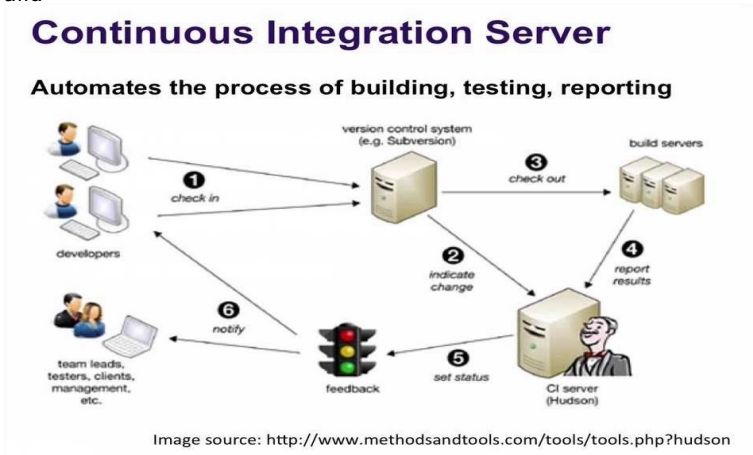 and
Continuous Integration Server
Automates the process of building, testing, reporting
version control system
(e.g. Subversion)
build servers
1
check in
3
check out
developers
2
indicate
change
4
report
results
6
notify
team leads,
testers, clients,
management,
etc.
feedback
5
set status
CI server
(Hudson)
Image source: http://www.methodsandtools.com/tools/tools.php?hudson